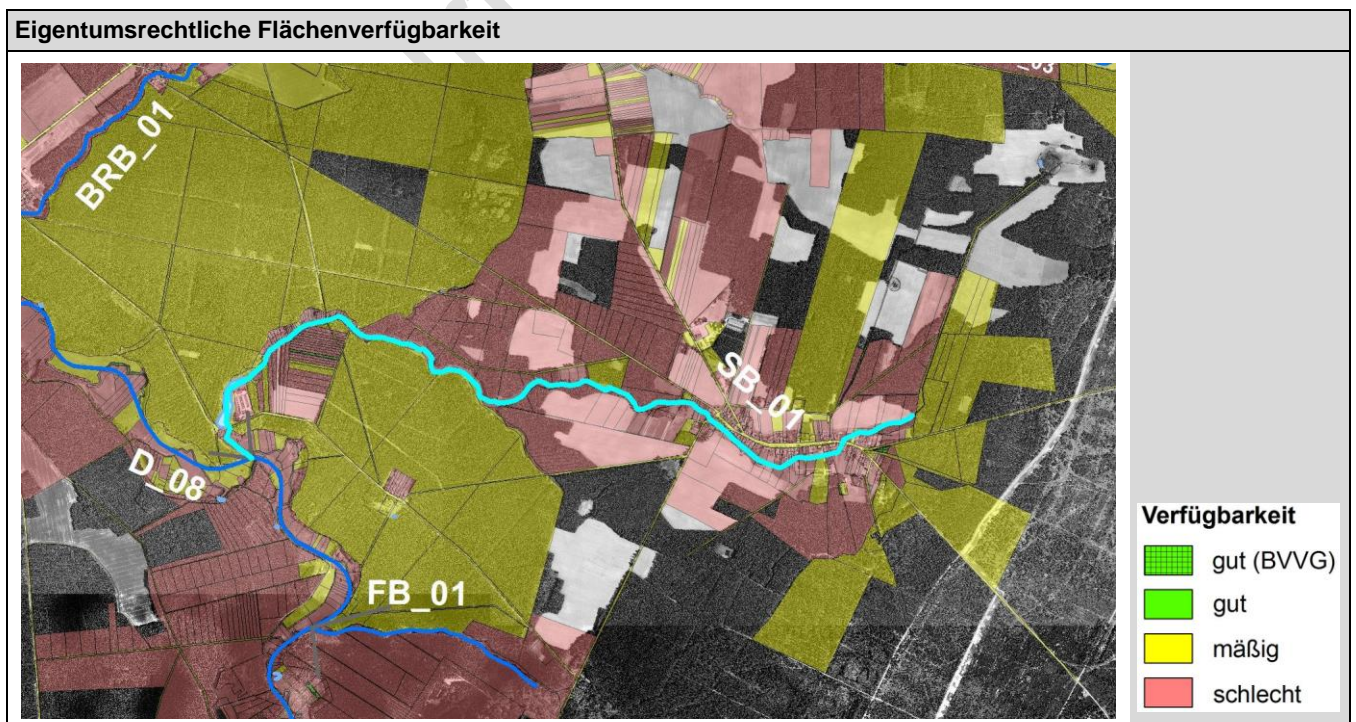 Eigentumsrechtliche Flächenverfügbarkeit
BRB_01
SB_01
D_08
FB_01
Verfügbarkeit
gut (BVVG)
gut
mäßig
schlecht